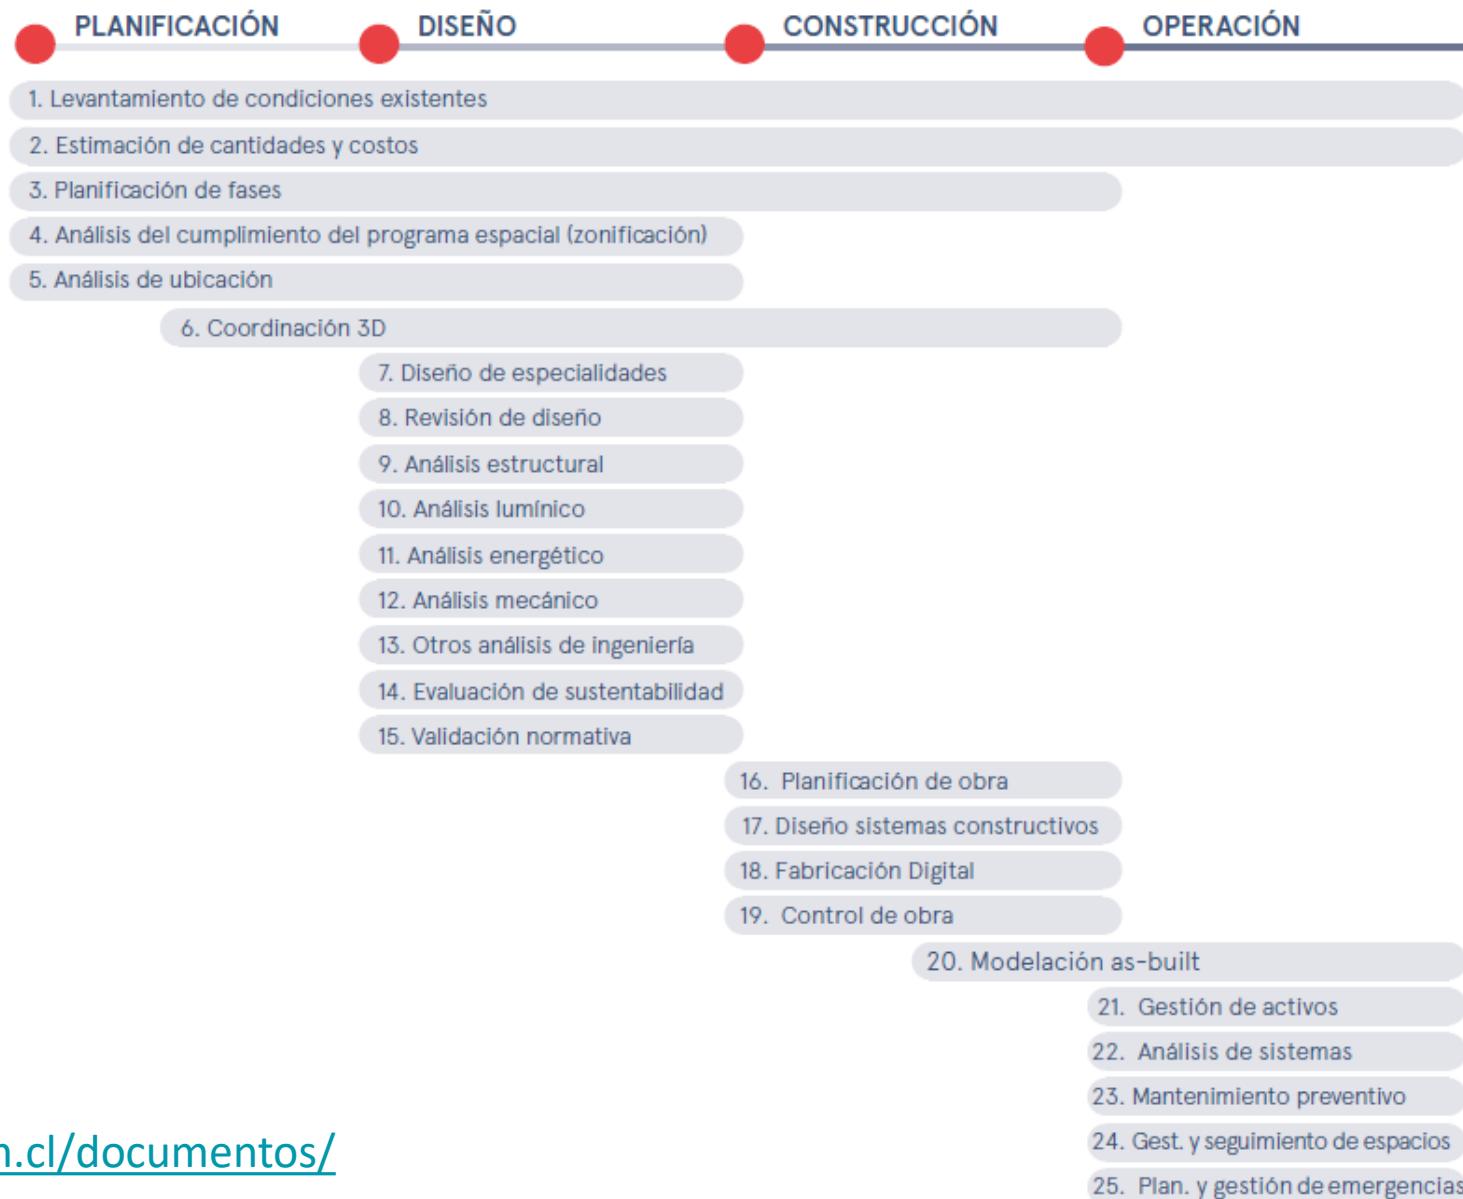 PLANIFICACIÓN DISEÑO CONSTRUCCIÓN OPERACIÓN
1. Levantamiento de condiciones existentes
2. Estimación de cantidades y costos
3. Planificación de fases
4. Análisis del cumplimiento del programa espacial (zonificación)
5. Análisis de ubicación
6. Coordinación 3D
7. Diseño de especialidades
8. Revisión de diseño
9. Análisis estructural
10. Análisis lumínico
11. Análisis energético
12. Análisis mecánico
13. Otros análisis de ingeniería
14. Evaluación de sustentabilidad
15. Validación normativa
16. Planificación de obra
17. Diseño sistemas constructivos
18. Fabricación Digital
19. Control de obra
20. Modelación as-built
21. Gestión de activos
22. Análisis de sistemas
23. Mantenimiento preventivo
24. Gest. y seguimiento de espacios
25. Plan. y gestión de emergencias
.cl/documentos/